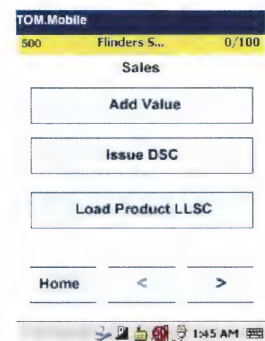 TOM.Mobile
500 Flinders S... 0/100
Sales
Add Value
Issue DSC
Load Product LLSC
Home < >
1:45 AM